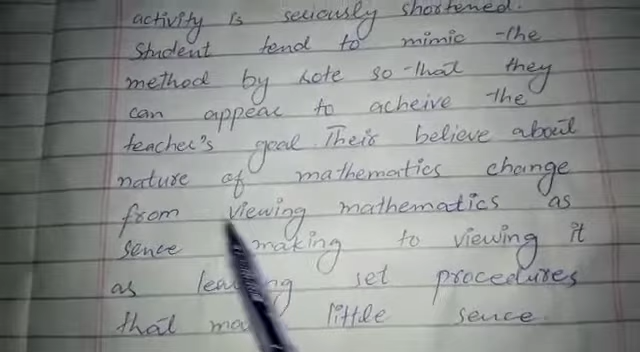 activity is seriously shortened.
Student tend to mimic the
method by rote so that they
can appear to acheive the
teacher's goal. Their believe about
nature of mathematics change
from viewing mathematics as
sence making to viewing it
as set procedures
that little sence.